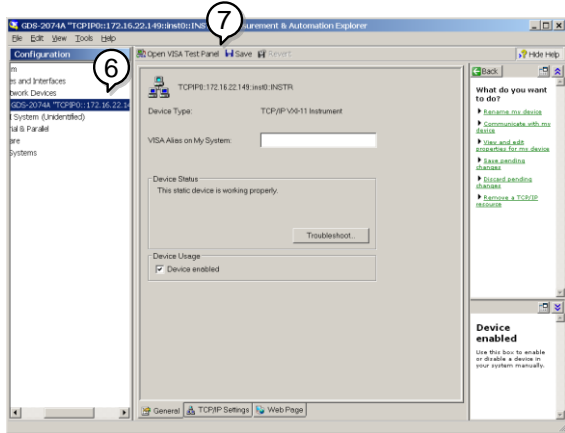 7
GDS-2074A "TCPIP0::172.16.22.149::inst0::INS urement & Automation Explorer
File Edit View Tools Help
Configuration
Open VISA Test Panel Save Revert
Hide Help
6
m
es and Interfaces
twork Devices
GDS-2074A "TCPIP0::172.16.22.14
I System (Unidentified)
ial & Parallel
are
Systems
TCPIP0::172.16.22.149::inst0::INSTR
Device Type: TCP/IP VXI-11 Instrument
VISA Alias on My System:
Device Status
This static device is working properly.
Troubleshoot..
Device Usage
Device enabled
General TCP/IP Settings Web Page
Back
What do you want
to do?
Rename my device
Communicate with my
device
View and edit
properties for my device
Save pending
changes
Discard pending
changes
Remove a TCP/IP
resource
Device
enabled
Use this box to enable
or disable a device in
your system manually.